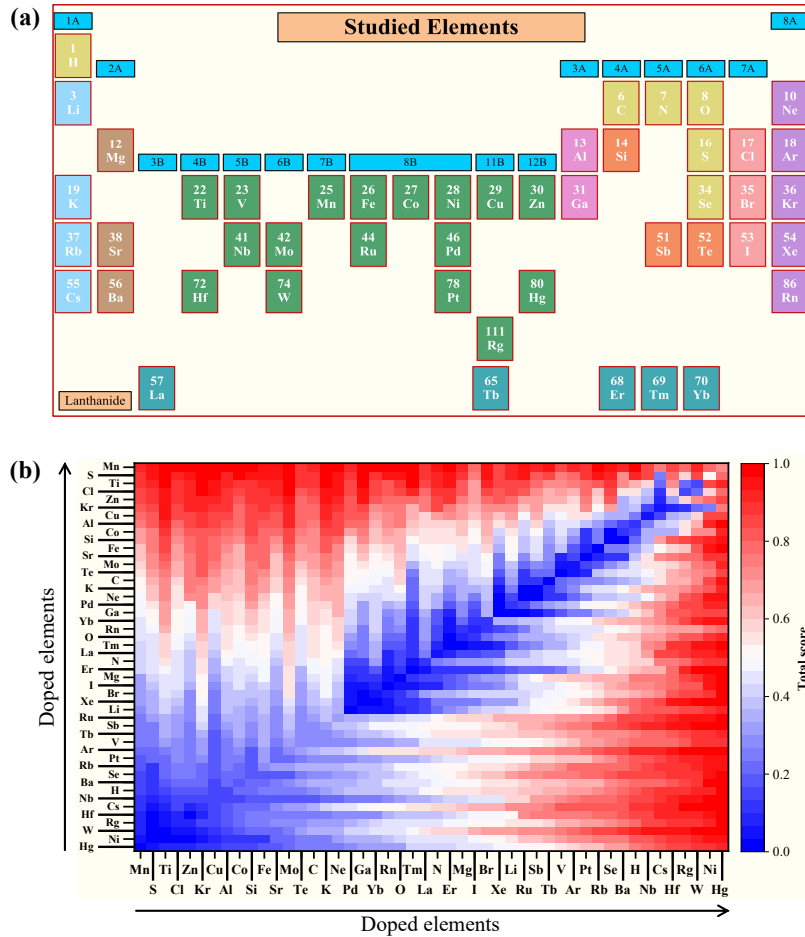 (a)
Studied Elements
1A 8A
1
H
2A 3A 4A 5A 6A 7A
3
Li
6
C
7
N
8
O
10
Ne
12
Mg
13
Al
14
Si
16
S
17
Cl
18
Ar
3B 4B 5B 6B 7B 8B 11B 12B
19
K
22
Ti
23
V
25
Mn
26
Fe
27
Co
28
Ni
29
Cu
30
Zn
31
Ga
34
Se
35
Br
36
Kr
37
Rb
38
Sr
41
Nb
42
Mo
44
Ru
46
Pd
51
Sb
52
Te
53
I
54
Xe
55
Cs
56
Ba
72
Hf
74
W
78
Pt
80
Hg
86
Rn
111
Rg
Lanthanide
57
La
65
Tb
68
Er
69
Tm
70
Yb
(b)
Doped elements
Mn
S
Ti
Cl
Zn
Kr
Cu
Al
Co
Si
Fe
Sr
Mo
Te
C
K
Ne
Pd
Ga
Yb
Rn
O
Tm
La
N
Er
Mg
I
Br
Xe
Li
Ru
Sb
Tb
V
Ar
Pt
Rb
Se
Ba
H
Nb
Cs
Hf
Rg
W
Ni
Hg
1.0
0.8
0.6
0.4
0.2
0.0
Total score
Mn Ti Zn Cu Co Fe Mo C Ne Ga Rn Tm N Mg Br Li Sb V Pt Se H Cs Rg Ni
S Cl Kr Al Si Sr Te K Pd Yb O La Er I Xe Ru Tb Ar Rb Ba Nb Hf W Hg
Doped elements